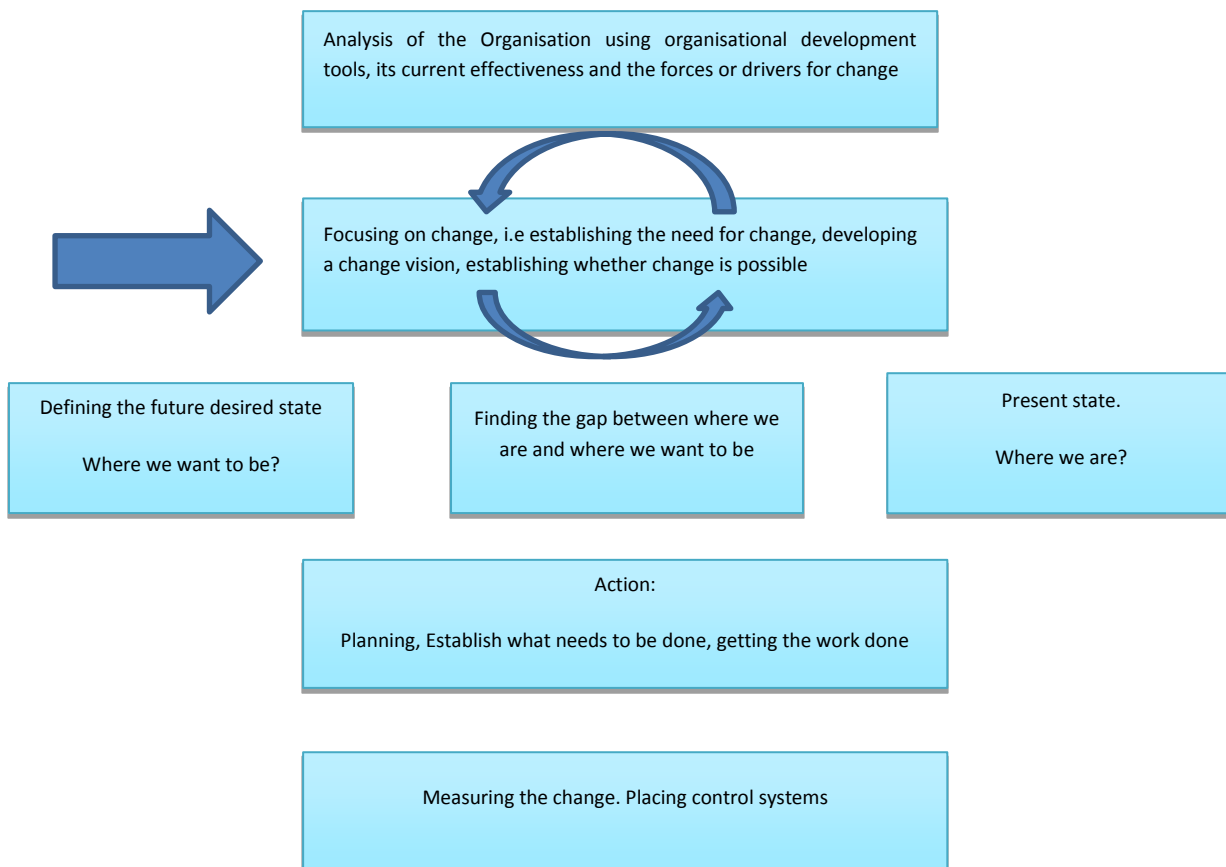 Analysis of the Organisation using organisational development
tools, its current effectiveness and the forces or drivers for change
Focusing on change, i.e establishing the need for change, developing
a change vision, establishing whether change is possible
Defining the future desired state
Where we want to be?
Finding the gap between where we
are and where we want to be
Present state.
Where we are?
Action:
Planning, Establish what needs to be done, getting the work done
Measuring the change. Placing control systems